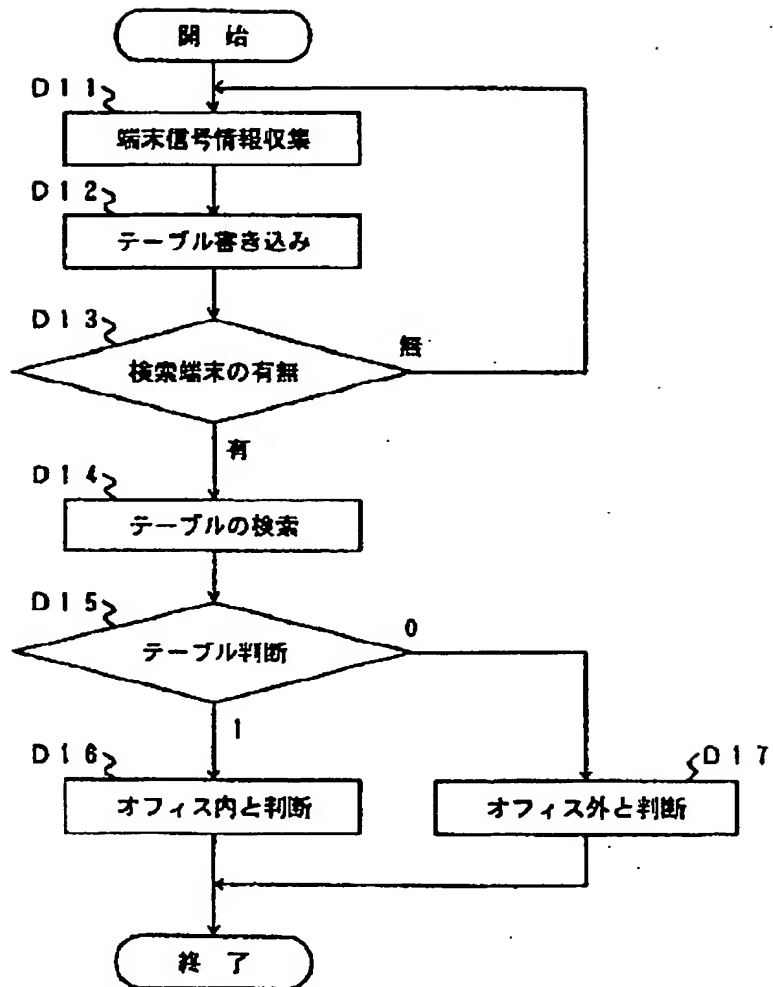 開 始
D11
端末信号情報収集
D12
テーブル書き込み
D13
検索端末の有無
無
有
D14
テーブルの検索
D15
テーブル判断
0
1
D16
オフィス内と判断
D17
オフィス外と判断
終 了